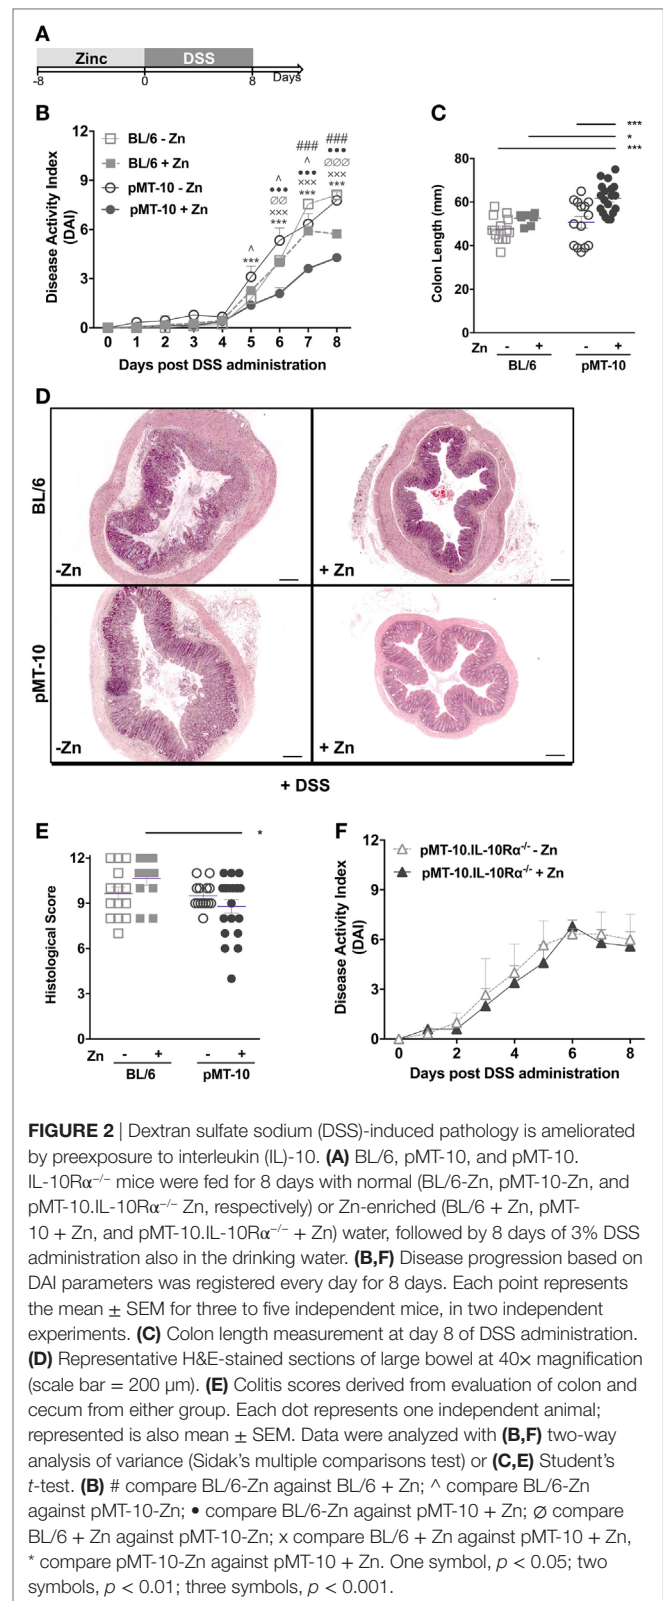 A
Zinc
DSS
-8
0
8
Days
B
BL/6 - Zn
BL/6 + Zn
pMT-10 - Zn
pMT-10 + Zn
Disease Activity Index
(DAI)
12
9
6
3
0
^
***
^
•••
∅∅
×××
***
###
^
•••
×××
***
###
•••
∅∅∅
×××
***
0 1 2 3 4 5 6 7 8
Days post DSS administration
C
***
*
***
Colon Length (mm)
80
60
40
20
0
Zn - + - +
BL/6 pMT-10
D
BL/6
-Zn
+ Zn
pMT-10
-Zn
+ Zn
+ DSS
E
*
Histological Score
12
9
6
3
0
Zn - + - +
BL/6 pMT-10
F
pMT-10.IL-10Rα-/- - Zn
pMT-10.IL-10Rα-/- + Zn
Disease Activity Index
(DAI)
12
9
6
3
0
0 2 4 6 8
Days post DSS administration
FIGURE 2 | Dextran sulfate sodium (DSS)-induced pathology is ameliorated
by preexposure to interleukin (IL)-10. (A) BL/6, pMT-10, and pMT-10.
IL-10Rα−/− mice were fed for 8 days with normal (BL/6-Zn, pMT-10-Zn, and
pMT-10.IL-10Rα−/− Zn, respectively) or Zn-enriched (BL/6 + Zn, pMT-
10 + Zn, and pMT-10.IL-10Rα−/− + Zn) water, followed by 8 days of 3% DSS
administration also in the drinking water. (B,F) Disease progression based on
DAI parameters was registered every day for 8 days. Each point represents
the mean ± SEM for three to five independent mice, in two independent
experiments. (C) Colon length measurement at day 8 of DSS administration.
(D) Representative H&E-stained sections of large bowel at 40× magnification
(scale bar = 200 µm). (E) Colitis scores derived from evaluation of colon and
cecum from either group. Each dot represents one independent animal;
represented is also mean ± SEM. Data were analyzed with (B,F) two-way
analysis of variance (Sidak's multiple comparisons test) or (C,E) Student's
t-test. (B) # compare BL/6-Zn against BL/6 + Zn; ^ compare BL/6-Zn
against pMT-10-Zn; • compare BL/6-Zn against pMT-10 + Zn; Ø compare
BL/6 + Zn against pMT-10-Zn; x compare BL/6 + Zn against pMT-10 + Zn,
* compare pMT-10-Zn against pMT-10 + Zn. One symbol, p < 0.05; two
symbols, p < 0.01; three symbols, p < 0.001.